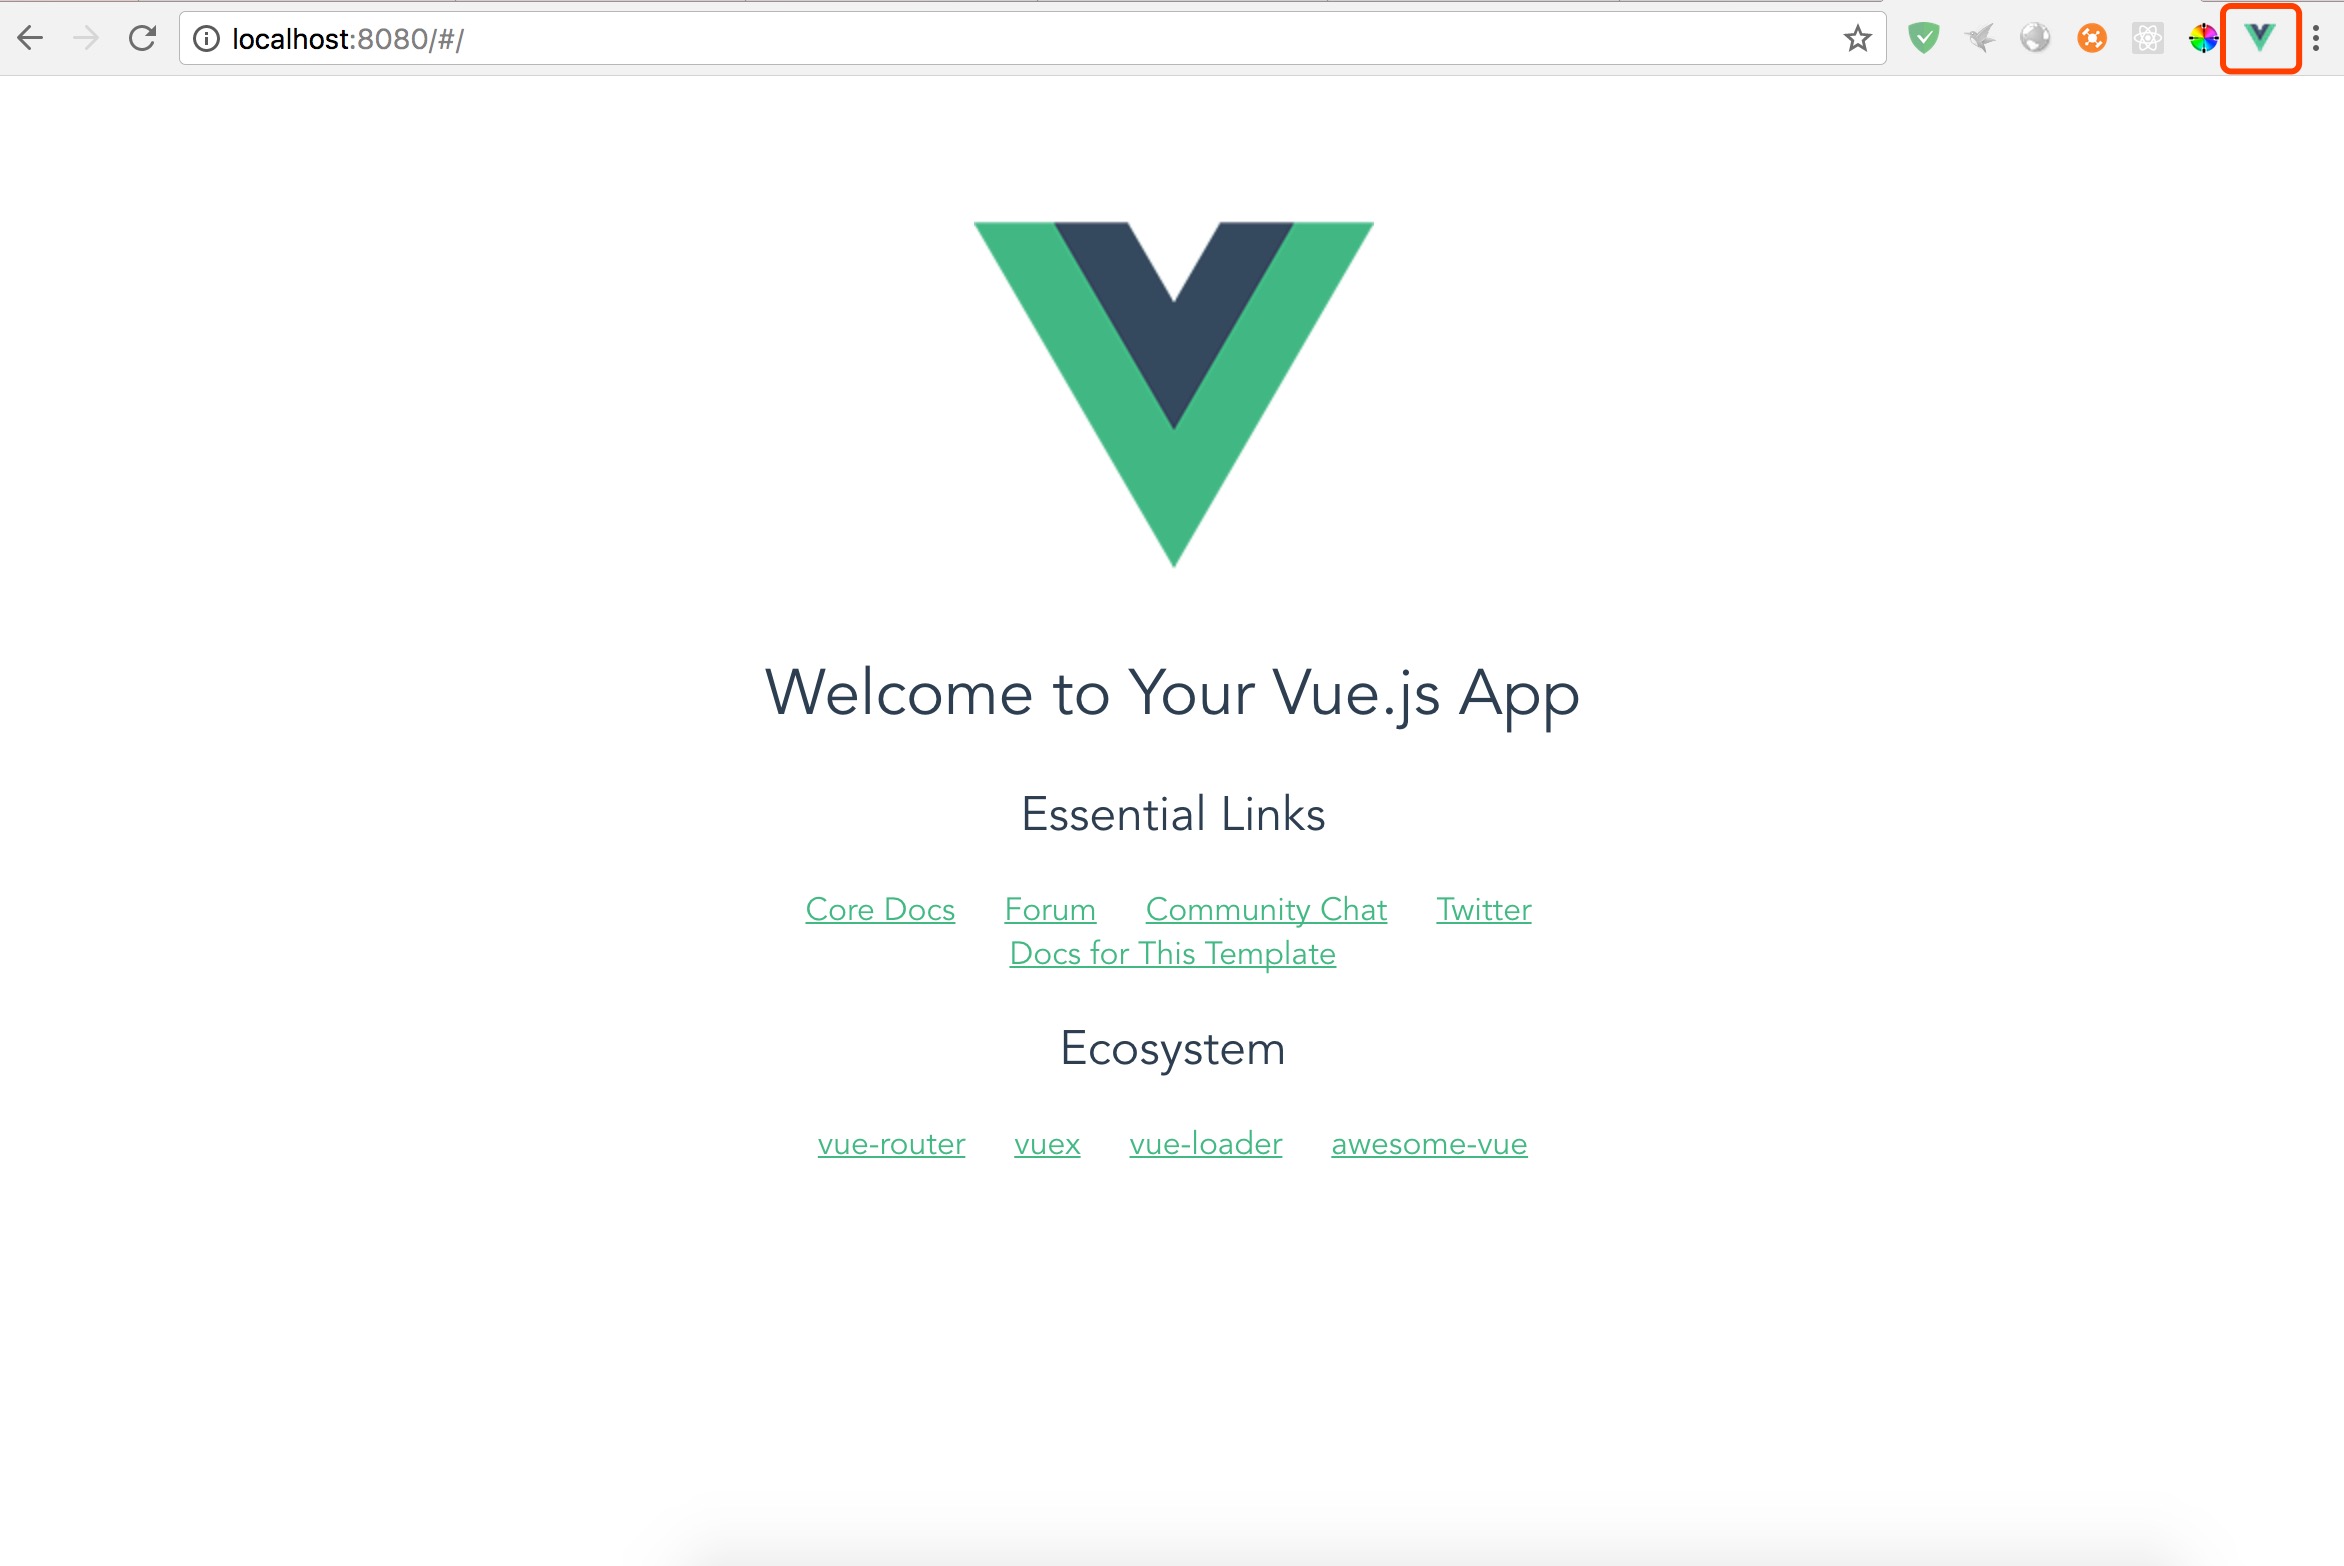 localhost:8080/#/
Welcome to Your Vue.js App
Essential Links
Core Docs Forum Community Chat Twitter
Docs for This Template
Ecosystem
vue-router vuex vue-loader awesome-vue